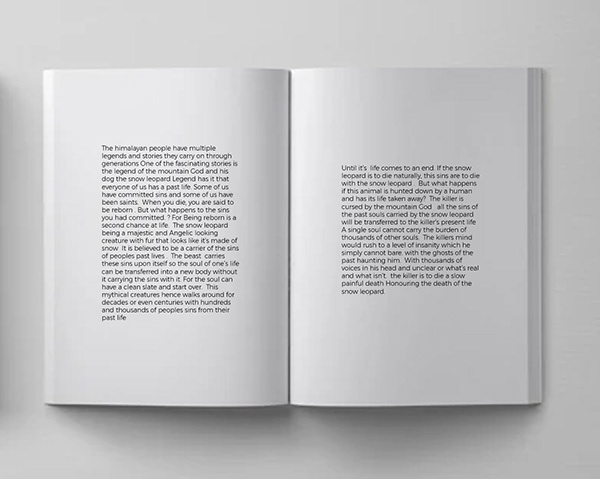 The himalayan people have multiple
legends and stories they carry on through
generations One of the fascinating stories is
the legend of the mountain God and his
dog the snow leopard Legend has it that
everyone of us has a past life. Some of us
have committed sins and some of us have
been saints.  When you die, you are said to
be reborn . But what happens to the sins
you had committed. ? For Being reborn is a
second chance at life.  The snow leopard
being a majestic and Angelic looking
creature with fur that looks like it's made of
snow  It is believed to be a carrier of the sins
of peoples past lives .  The beast  carries
these sins upon itself so the soul of one's life
can be transferred into a new body without
it carrying the sins with it. For the soul can
have a clean slate and start over.  This
mythical creatures hence walks around for
decades or even centuries with hundreds
and thousands of peoples sins from their
past life
Until it's  life comes to an end. If the snow
leopard is to die naturally, this sins are to die
with the snow leopard .  But what happens
if this animal is hunted down by a human
and has its life taken away?  The killer is
cursed by the mountain God   all the sins of
the past souls carried by the snow leopard
will be transferred to the killer's present life
A single soul cannot carry the burden of
thousands of other souls.  The killers mind
would rush to a level of insanity which he
simply cannot bare, with the ghosts of the
past haunting him.  With thousands of
voices in his head and unclear or what's real
and what isn't.  the killer is to die a slow
painful death Honouring the death of the
snow leopard.